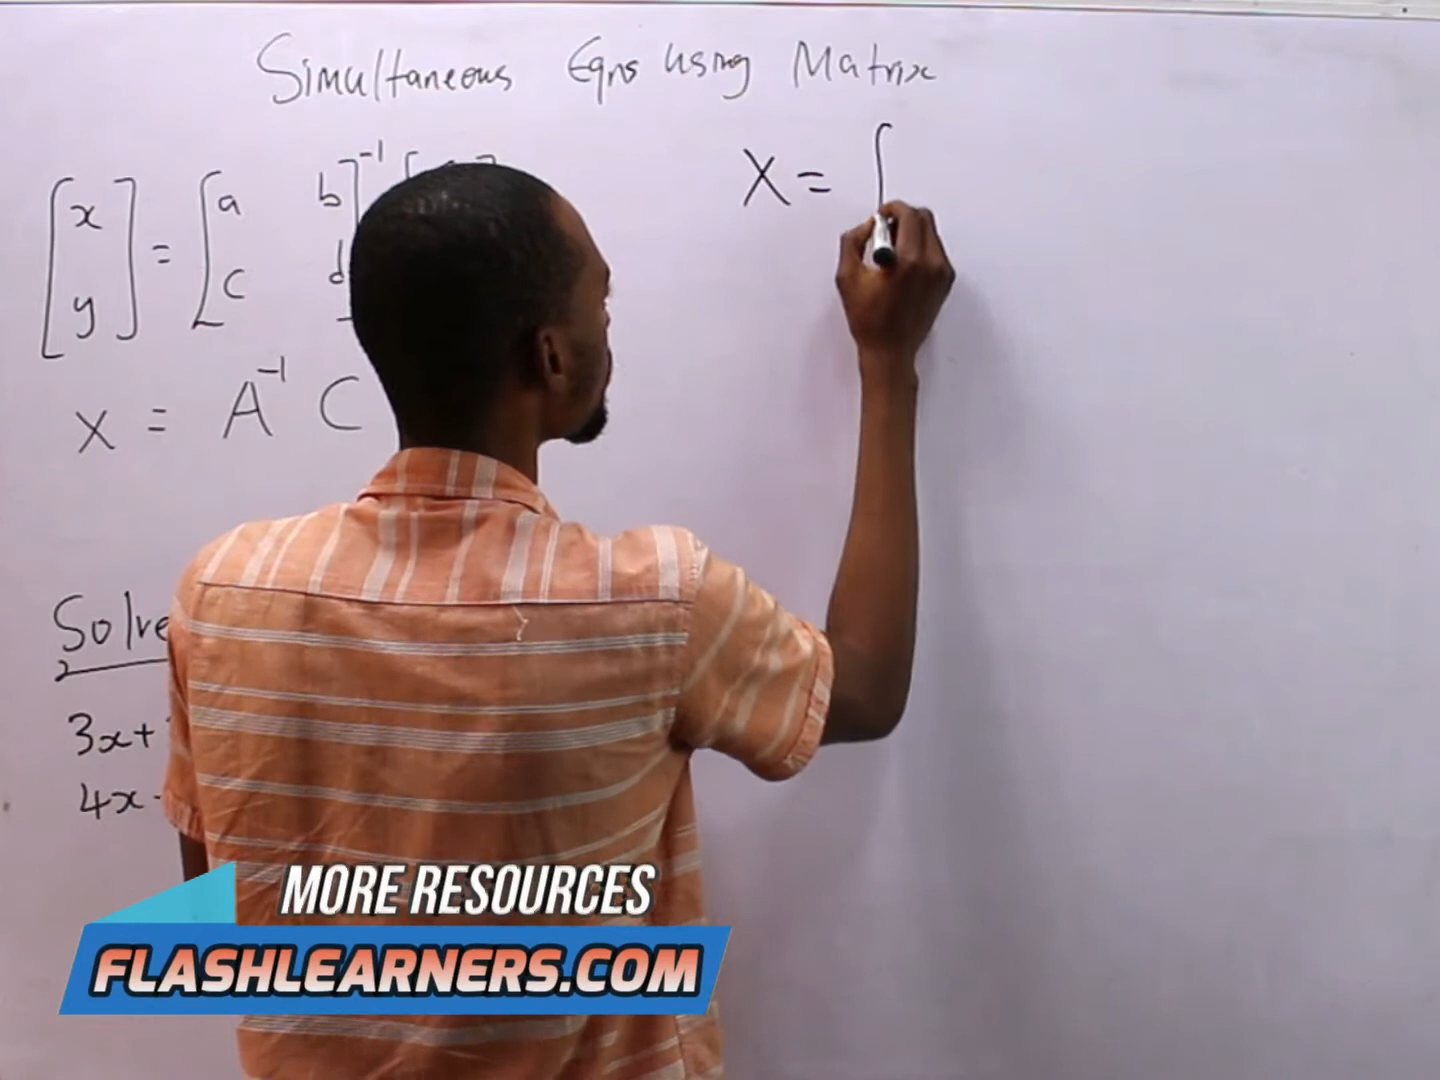 Simultaneous Eqns using Matrix
[x y] = [a b c d]⁻¹ [
X = A⁻¹ C
X = [
Solve
3x+
4x-
MORE RESOURCES
FLASHLEARNERS.COM